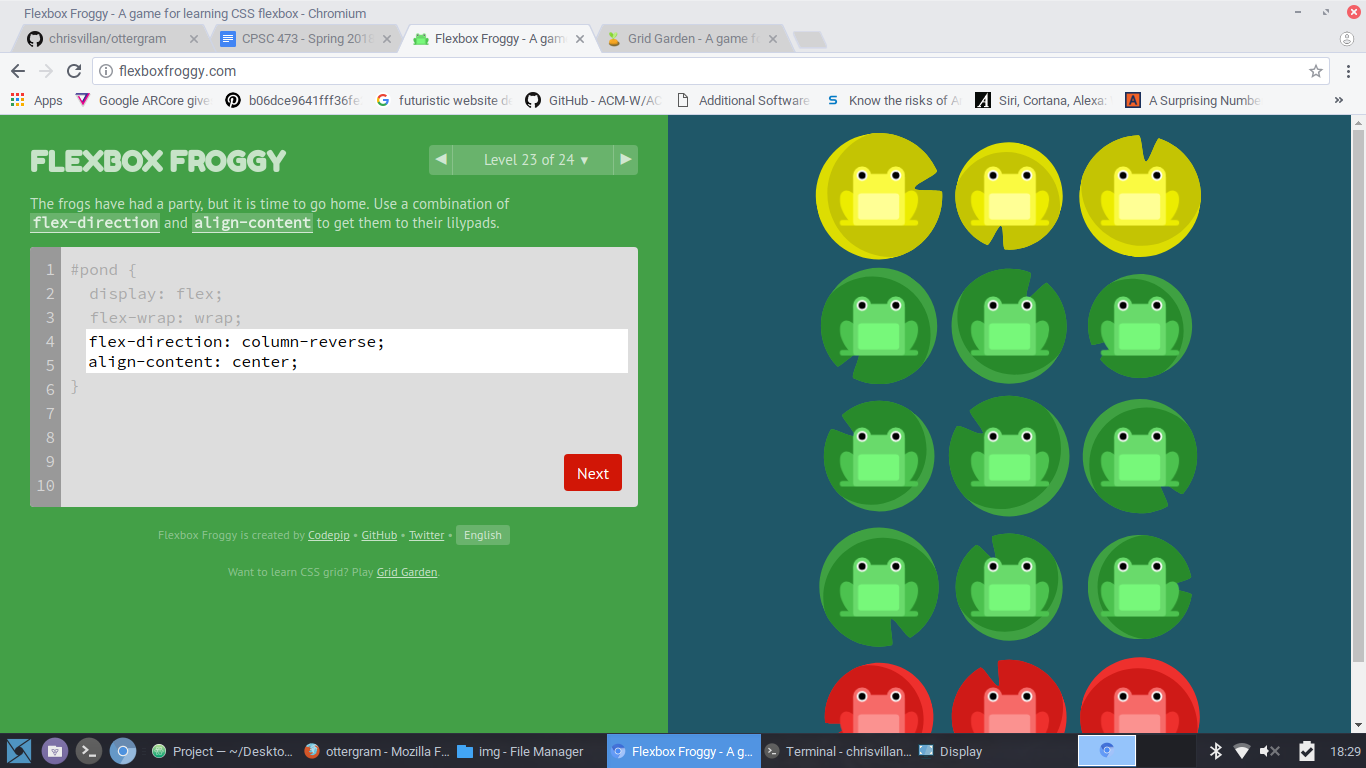 Flexbox Froggy - A game for learning CSS flexbox - Chromium
chrisvillan/ottergram
CPSC 473 - Spring 2018
Flexbox Froggy - A gam
Grid Garden - A game f
flexboxfroggy.com
Apps
Google ARCore give
b06dce9641fff36fe
futuristic website d
GitHub - ACM-W/AC
Additional Software
Know the risks of A
Siri, Cortana, Alexa:
A Surprising Numbe
»
FLEXBOX FROGGY
◀ Level 23 of 24 ▾ ▶
The frogs have had a party, but it is time to go home. Use a combination of
flex-direction and align-content to get them to their lilypads.
1 #pond {
2 display: flex;
3 flex-wrap: wrap;
4 flex-direction: column-reverse;
5 align-content: center;
6 }
7
8
9
10
Next
Flexbox Froggy is created by Codepip • GitHub • Twitter • English
Want to learn CSS grid? Play Grid Garden.
Project — ~/Deskto...
ottergram - Mozilla F...
img - File Manager
Flexbox Froggy - A g...
Terminal - chrisvillan...
Display
18:29